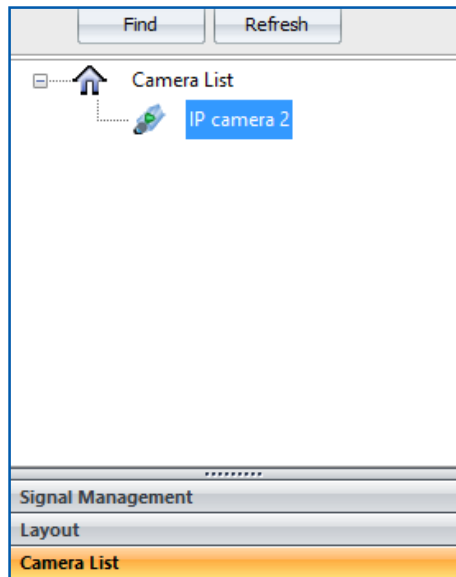 Find Refresh
Camera List
IP camera 2
Signal Management
Layout
Camera List